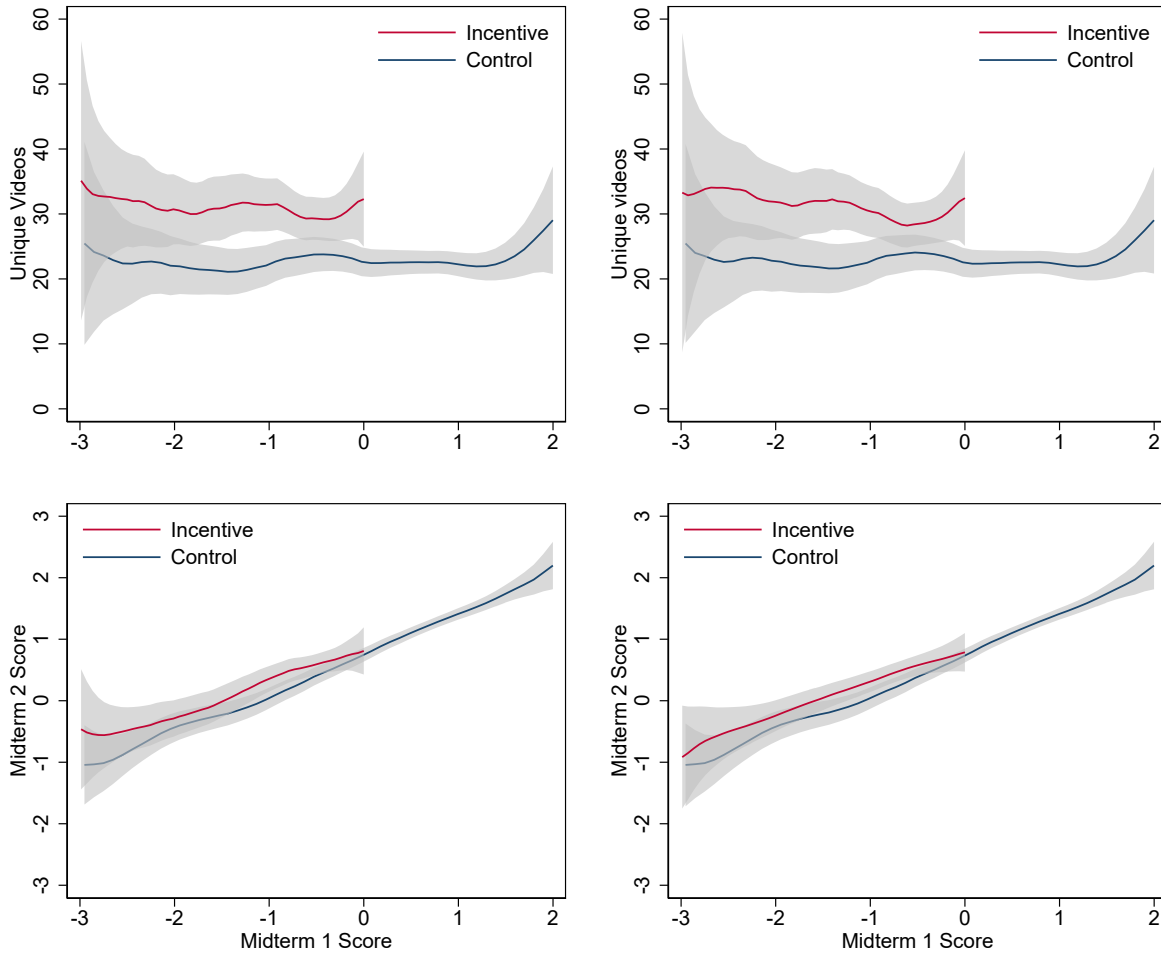 Incentive
Control
Unique Videos
60
50
40
30
20
10
0
-3 -2 -1 0 1 2
Incentive
Control
Unique videos
60
50
40
30
20
10
0
-3 -2 -1 0 1 2
Incentive
Control
Midterm 2 Score
3
2
1
0
-1
-2
-3
-3 -2 -1 0 1 2
Midterm 1 Score
Incentive
Control
Midterm 2 Score
3
2
1
0
-1
-2
-3
-3 -2 -1 0 1 2
Midterm 1 Score